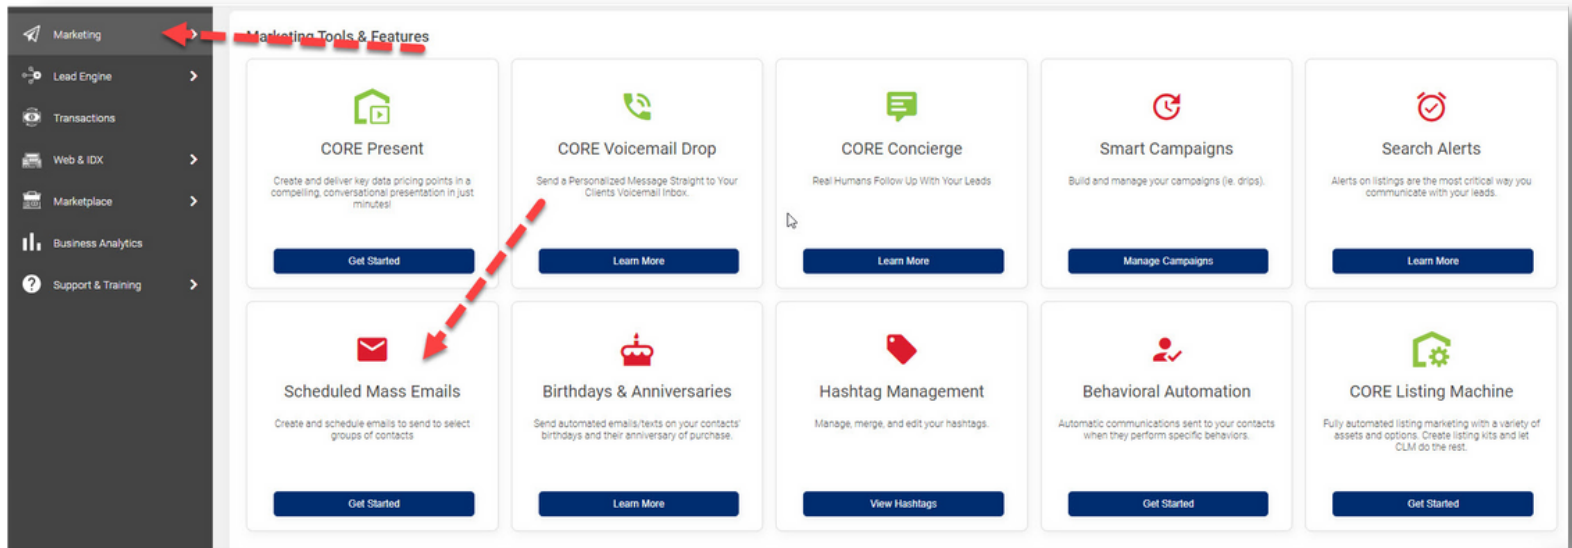 Marketing
Lead Engine
Transactions
Web & IDX
Marketplace
Business Analytics
Support & Training
Marketing Tools & Features
CORE Present
Create and deliver key data pricing points in a
compelling, conversational presentation in just
minutes!
Get Started
CORE Voicemail Drop
Send a Personalized Message Straight to Your
Clients Voicemail Inbox.
Learn More
CORE Concierge
Real Humans Follow Up With Your Leads
Learn More
Smart Campaigns
Build and manage your campaigns (ie. drips).
Manage Campaigns
Search Alerts
Alerts on listings are the most critical way you
communicate with your leads.
Learn More
Scheduled Mass Emails
Create and schedule emails to send to select
groups of contacts
Get Started
Birthdays & Anniversaries
Send automated emails/texts on your contacts'
birthdays and their anniversary of purchase.
Learn More
Hashtag Management
Manage, merge, and edit your hashtags.
View Hashtags
Behavioral Automation
Automatic communications sent to your contacts
when they perform specific behaviors.
Get Started
CORE Listing Machine
Fully automated listing marketing with a variety of
assets and options. Create listing kits and let
CLM do the rest.
Get Started